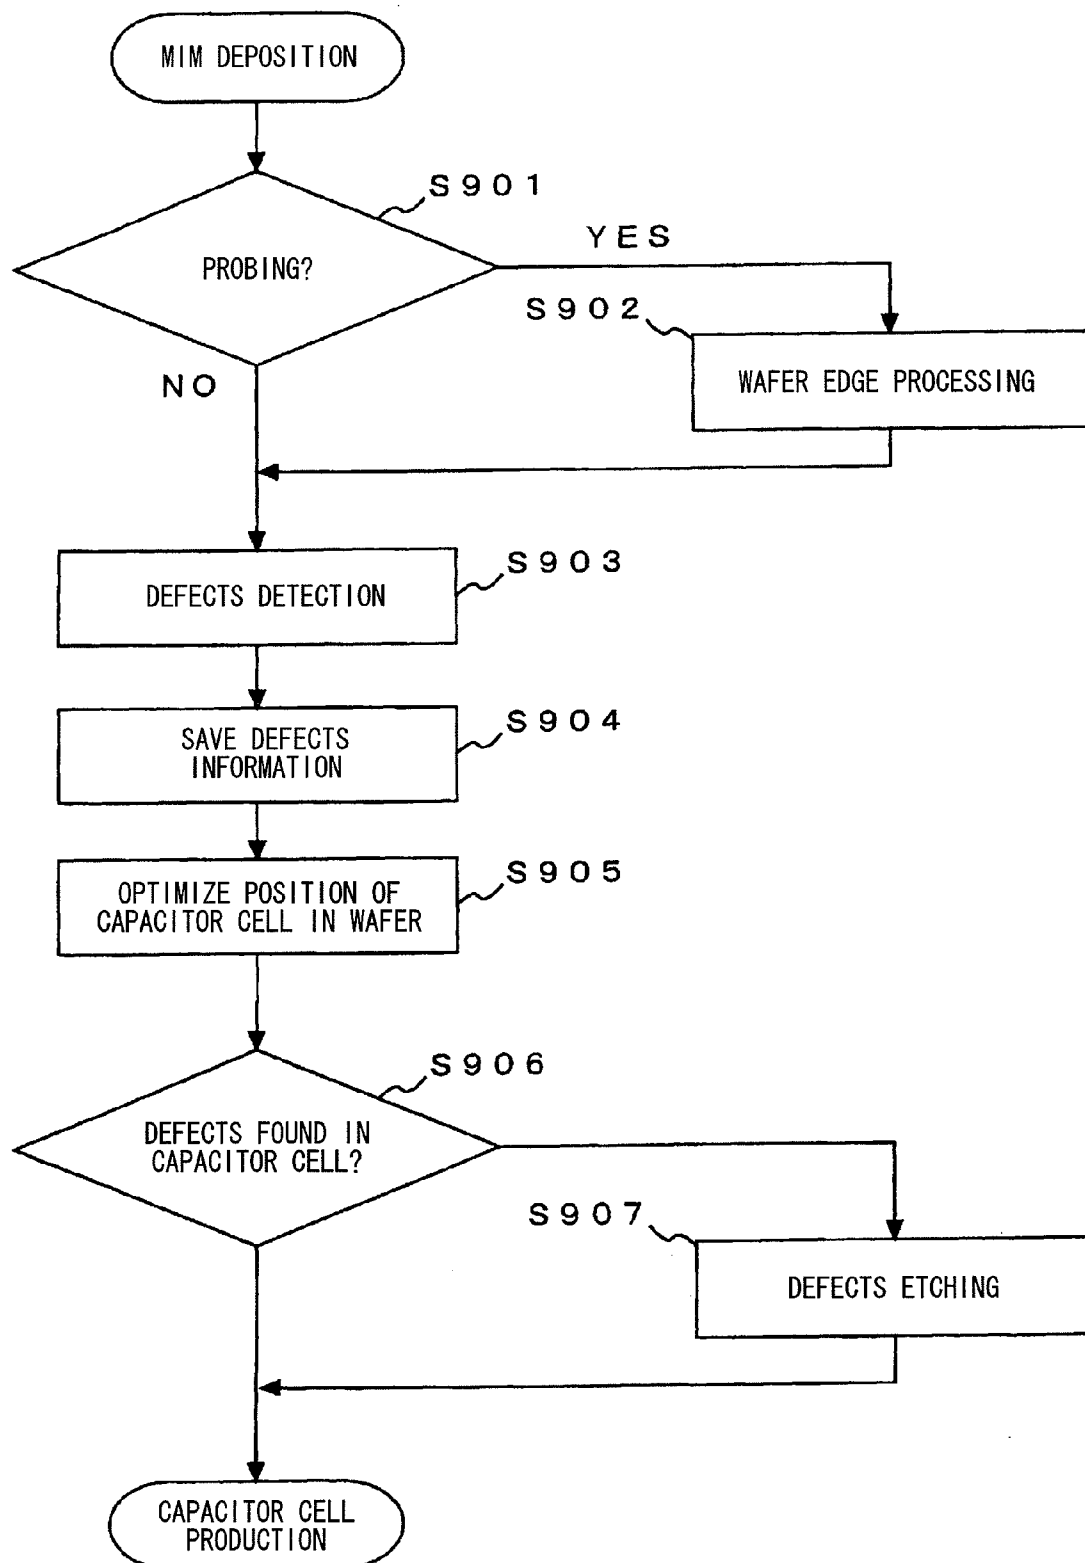 MIM DEPOSITION
S901
PROBING?
YES
NO
S902
WAFER EDGE PROCESSING
S903
DEFECTS DETECTION
S904
SAVE DEFECTS
INFORMATION
S905
OPTIMIZE POSITION OF
CAPACITOR CELL IN WAFER
S906
DEFECTS FOUND IN
CAPACITOR CELL?
S907
DEFECTS ETCHING
CAPACITOR CELL
PRODUCTION